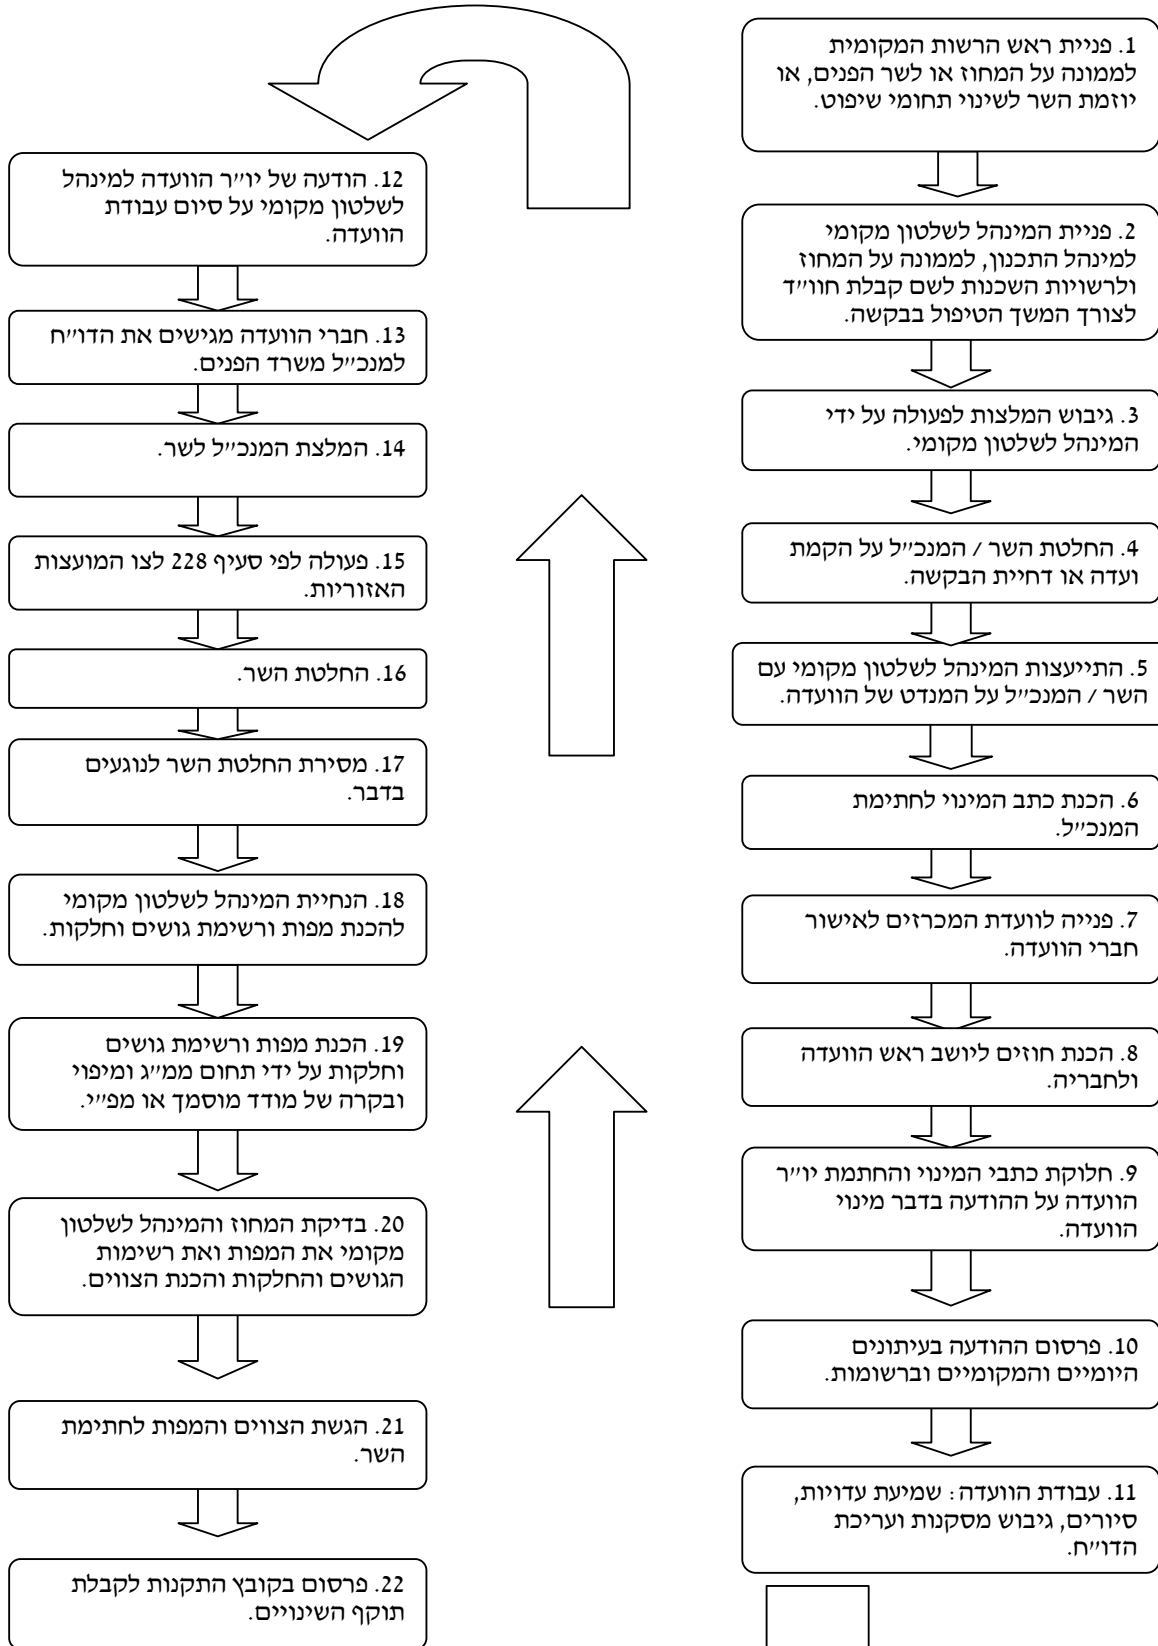 1. פניית ראש הרשות המקומית
לממונה על המחוז או לשר הפנים, או
יוזמת השר לשינוי תחומי שיפוט.
2. פניית המינהל לשלטון מקומי
למינהל התכנון, לממונה על המחוז
ולרשויות השכנות לשם קבלת חוו״ד
לצורך המשך הטיפול בבקשה.
3. גיבוש המלצות לפעולה על ידי
המינהל לשלטון מקומי.
4. החלטת השר / המנכ״ל על הקמת
ועדה או דחיית הבקשה.
5. התייעצות המינהל לשלטון מקומי עם
השר / המנכ״ל על המנדט של הוועדה.
6. הכנת כתב המינוי לחתימת
המנכ״ל.
7. פנייה לוועדת המכרזים לאישור
חברי הוועדה.
8. הכנת חוזים ליושב ראש הוועדה
ולחבריה.
9. חלוקת כתבי המינוי והחתמת יו״ר
הוועדה על ההודעה בדבר מינוי
הוועדה.
10. פרסום ההודעה בעיתונים
היומיים והמקומיים וברשומות.
11. עבודת הוועדה: שמיעת עדויות,
סיורים, גיבוש מסקנות ועריכת
הדו״ח.
12. הודעה של יו״ר הוועדה למינהל
לשלטון מקומי על סיום עבודת
הוועדה.
13. חברי הוועדה מגישים את הדו״ח
למנכ״ל משרד הפנים.
14. המלצת המנכ״ל לשר.
15. פעולה לפי סעיף 228 לצו המועצות
האזוריות.
16. החלטת השר.
17. מסירת החלטת השר לנוגעים
בדבר.
18. הנחיית המינהל לשלטון מקומי
להכנת מפות ורשימת גושים וחלקות.
19. הכנת מפות ורשימת גושים
וחלקות על ידי תחום ממ״ג ומיפוי
ובקרה של מודד מוסמך או מפ״י.
20. בדיקת המחוז והמינהל לשלטון
מקומי את המפות ואת רשימות
הגושים והחלקות והכנת הצווים.
21. הגשת הצווים והמפות לחתימת
השר.
22. פרסום בקובץ התקנות לקבלת
תוקף השינויים.